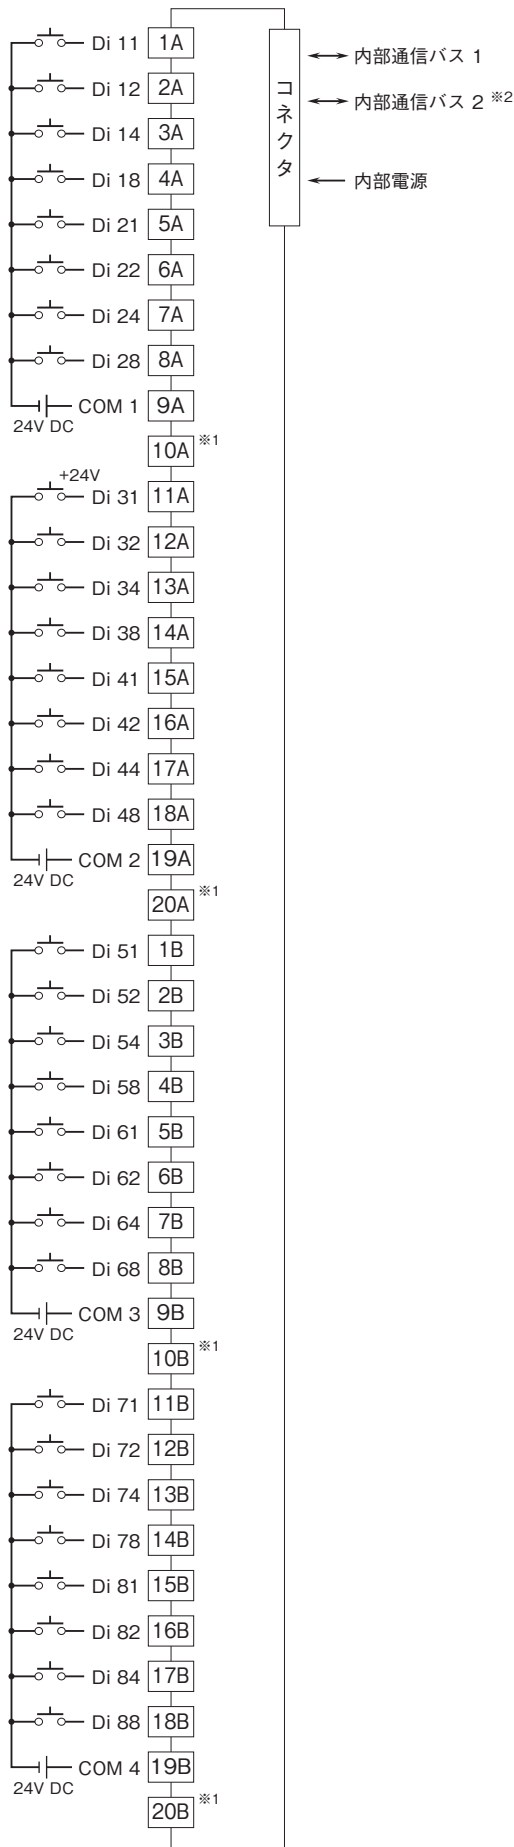 Di 11 1A
Di 12 2A
Di 14 3A
Di 18 4A
Di 21 5A
Di 22 6A
Di 24 7A
Di 28 8A
COM 1 9A
24V DC
10A ※1
+24V
Di 31 11A
Di 32 12A
Di 34 13A
Di 38 14A
Di 41 15A
Di 42 16A
Di 44 17A
Di 48 18A
COM 2 19A
24V DC
20A ※1
Di 51 1B
Di 52 2B
Di 54 3B
Di 58 4B
Di 61 5B
Di 62 6B
Di 64 7B
Di 68 8B
COM 3 9B
24V DC
10B ※1
Di 71 11B
Di 72 12B
Di 74 13B
Di 78 14B
Di 81 15B
Di 82 16B
Di 84 17B
Di 88 18B
COM 4 19B
24V DC
20B ※1
コネクタ
内部通信バス 1
内部通信バス 2 ※2
内部電源